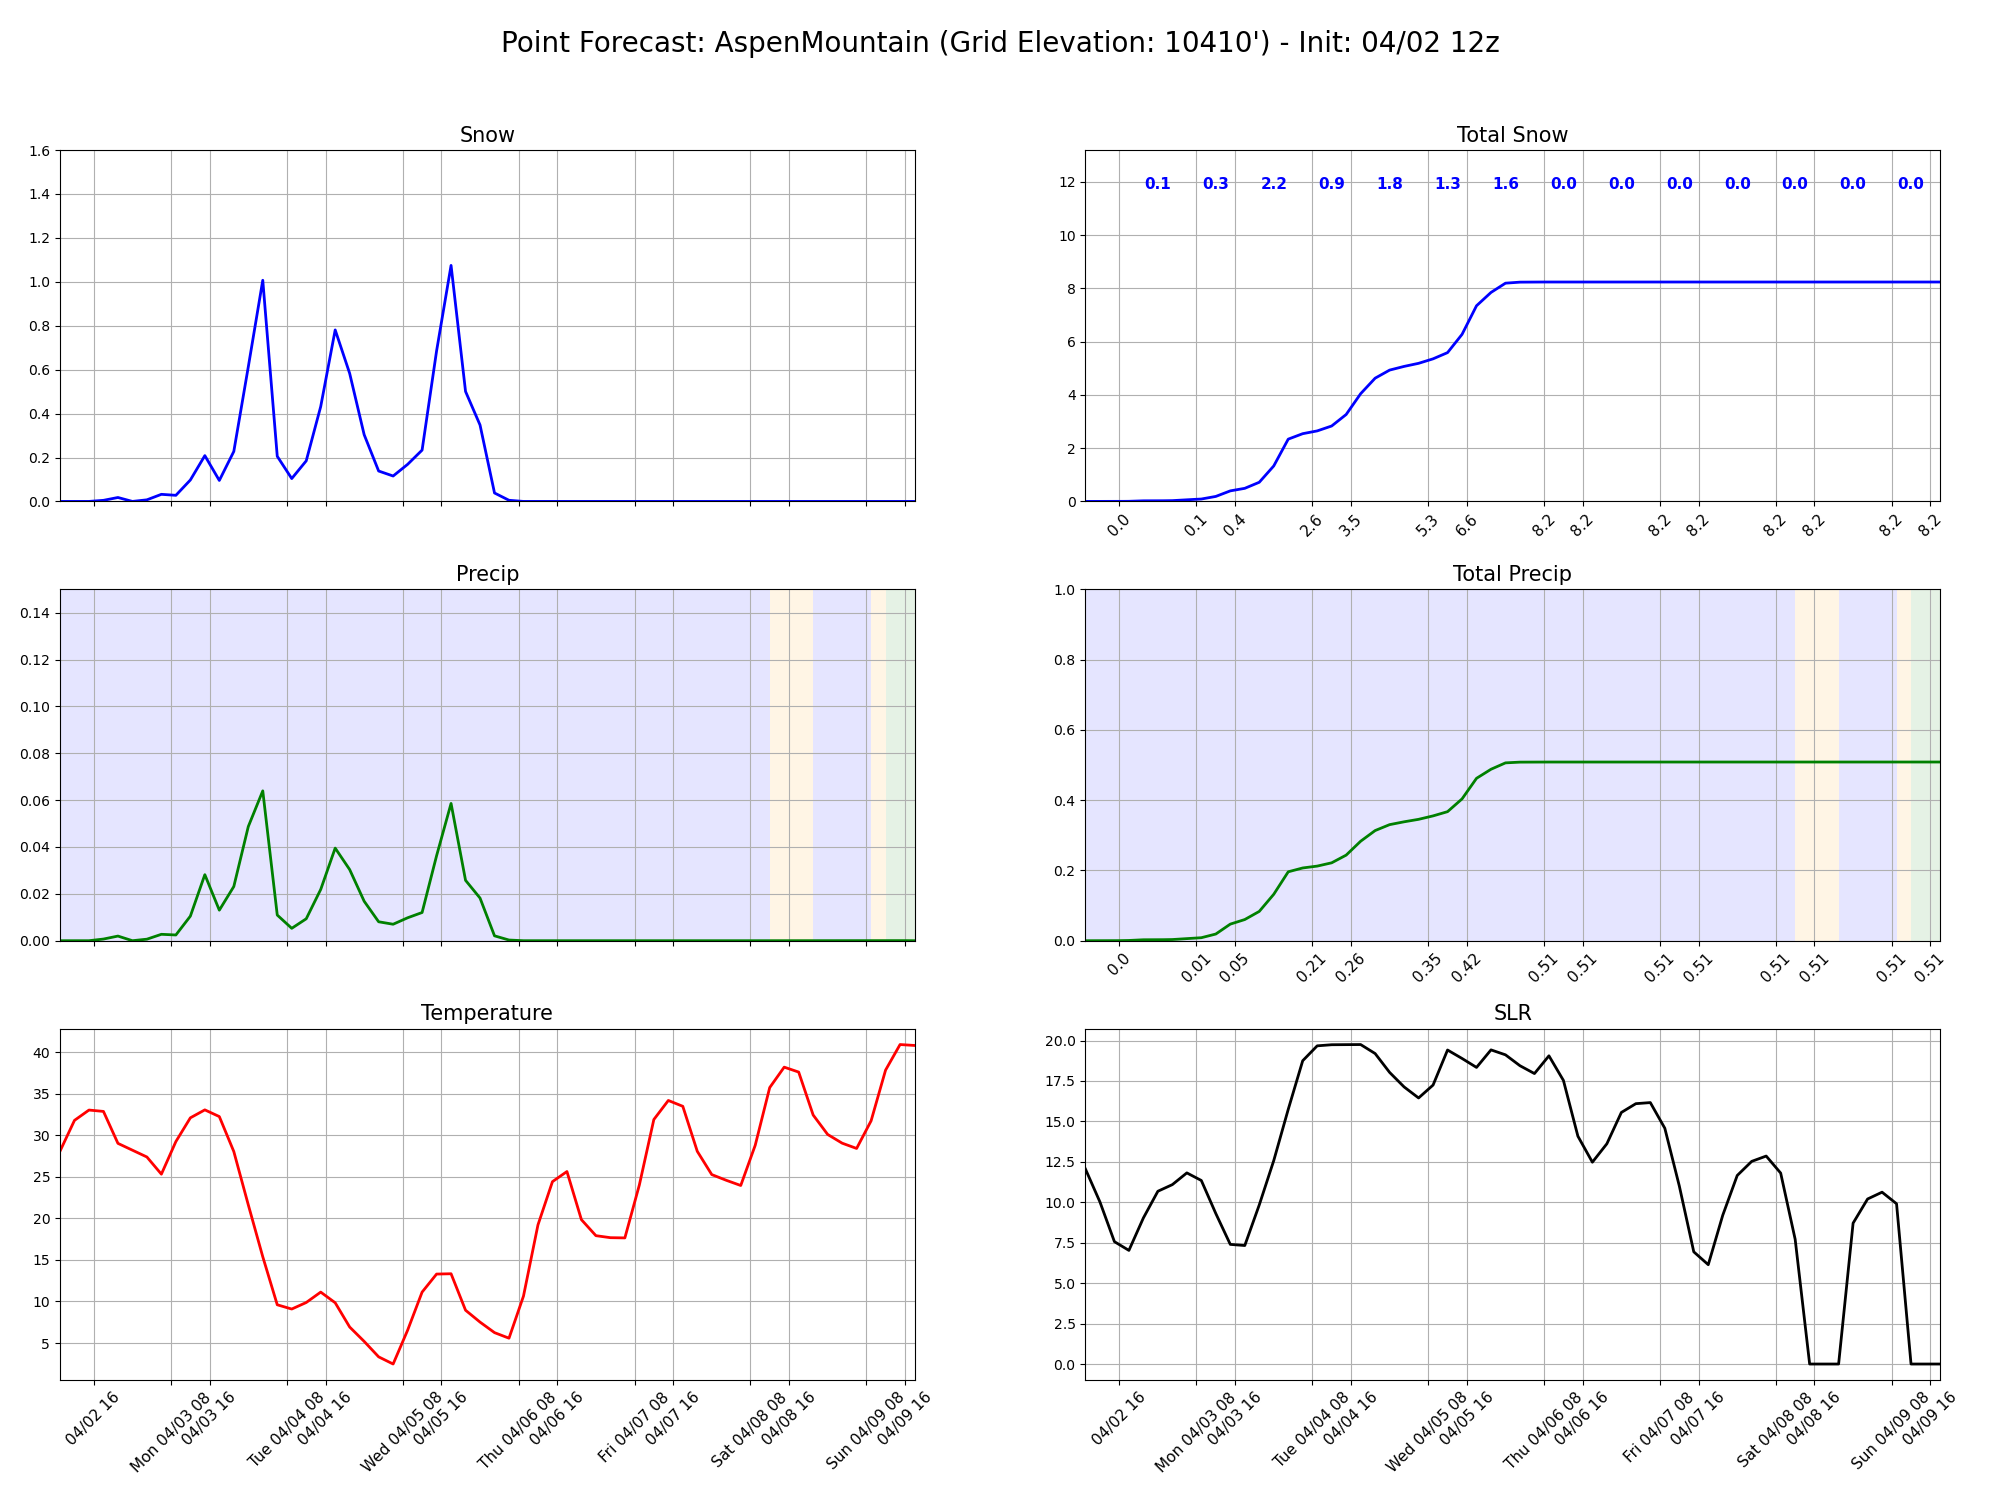 Point Forecast: AspenMountain (Grid Elevation: 10410') - Init: 04/02 12z
Snow
1.6
1.4
1.2
1.0
0.8
0.6
0.4
0.2
0.0
Total Snow
12
10
8
6
4
2
0
0.1 0.3 2.2 0.9 1.8 1.3 1.6 0.0 0.0 0.0 0.0 0.0 0.0 0.0
0.0 0.1 0.4 2.6 3.5 5.3 6.6 8.2 8.2 8.2 8.2 8.2 8.2 8.2 8.2
Precip
0.14
0.12
0.10
0.08
0.06
0.04
0.02
0.00
Total Precip
1.0
0.8
0.6
0.4
0.2
0.0
0.0 0.01 0.05 0.21 0.26 0.35 0.42 0.51 0.51 0.51 0.51 0.51 0.51 0.51 0.51
Temperature
40
35
30
25
20
15
10
5
04/02 16
Mon 04/03 08
04/03 16
Tue 04/04 08
04/04 16
Wed 04/05 08
04/05 16
Thu 04/06 08
04/06 16
Fri 04/07 08
04/07 16
Sat 04/08 08
04/08 16
Sun 04/09 08
04/09 16
SLR
20.0
17.5
15.0
12.5
10.0
7.5
5.0
2.5
0.0
04/02 16
Mon 04/03 08
04/03 16
Tue 04/04 08
04/04 16
Wed 04/05 08
04/05 16
Thu 04/06 08
04/06 16
Fri 04/07 08
04/07 16
Sat 04/08 08
04/08 16
Sun 04/09 08
04/09 16